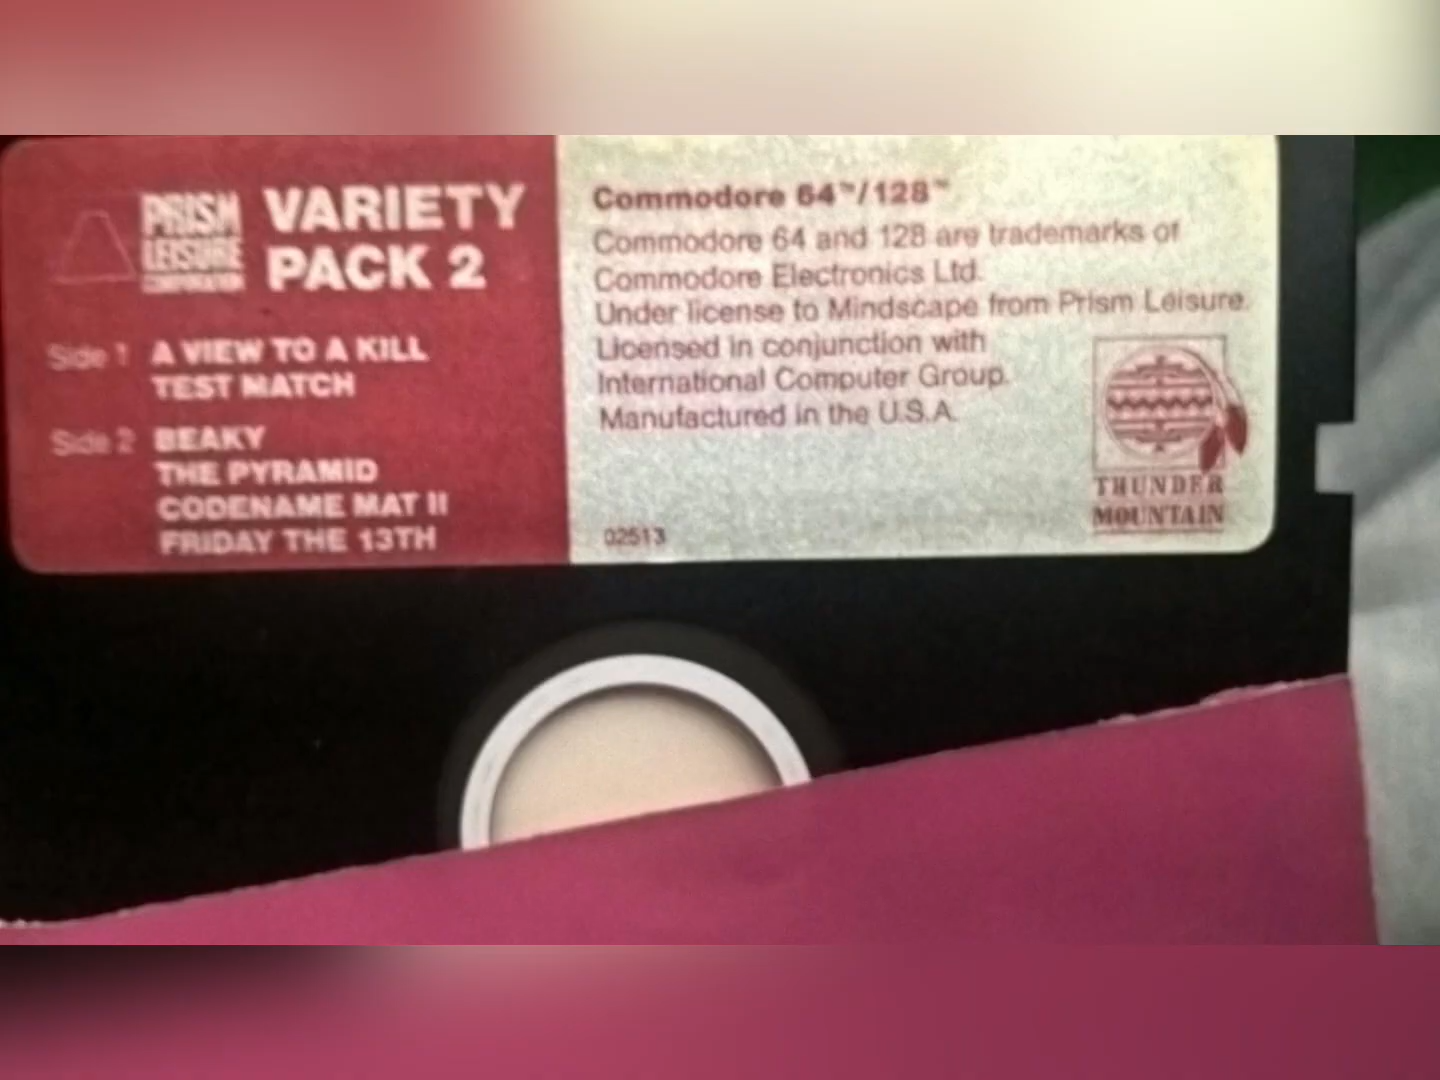 PRISM
LEISURE
CORPORATION
VARIETY
PACK 2
Side 1 A VIEW TO A KILL
TEST MATCH
Side 2 BEAKY
THE PYRAMID
CODENAME MAT II
FRIDAY THE 13TH
Commodore 64™/128™
Commodore 64 and 128 are trademarks of
Commodore Electronics Ltd.
Under license to Mindscape from Prism Leisure.
Licensed in conjunction with
International Computer Group.
Manufactured in the U.S.A.
02513
THUNDER
MOUNTAIN